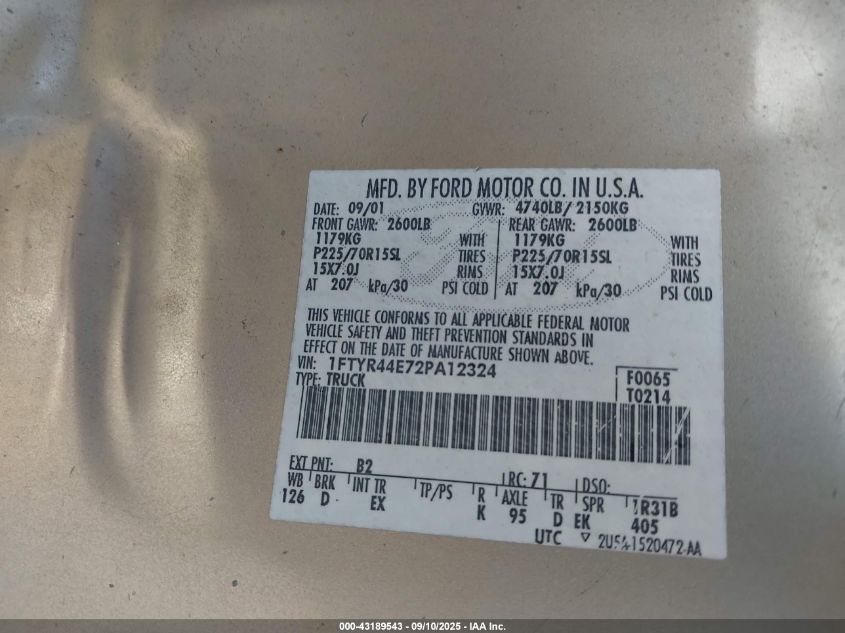 MFD. BY FORD MOTOR CO. IN U.S.A.
DATE: 09/01 GVWR: 4740LB/ 2150KG
FRONT GAWR: 2600LB REAR GAWR: 2600LB
1179KG WITH 1179KG WITH
P225/70R15SL TIRES P225/70R15SL TIRES
15X7.0J RIMS 15X7.0J RIMS
AT 207 kPa/30 PSI COLD AT 207 kPa/30 PSI COLD
THIS VEHICLE CONFORMS TO ALL APPLICABLE FEDERAL MOTOR
VEHICLE SAFETY AND THEFT PREVENTION STANDARDS IN
EFFECT ON THE DATE OF MANUFACTURE SHOWN ABOVE.
VIN: 1FTYR44E72PA12324 F0065
TYPE: TRUCK T0214
EXT PNT: B2 RC: 71 DSO:
WB BRK INT TR TP/PS R AXLE TR SPR 1R31B
126 D EX K 95 D EK 405
UTC ▽ 2U5A-1520472-AA
000-43189543 - 09/10/2025 - IAA Inc.